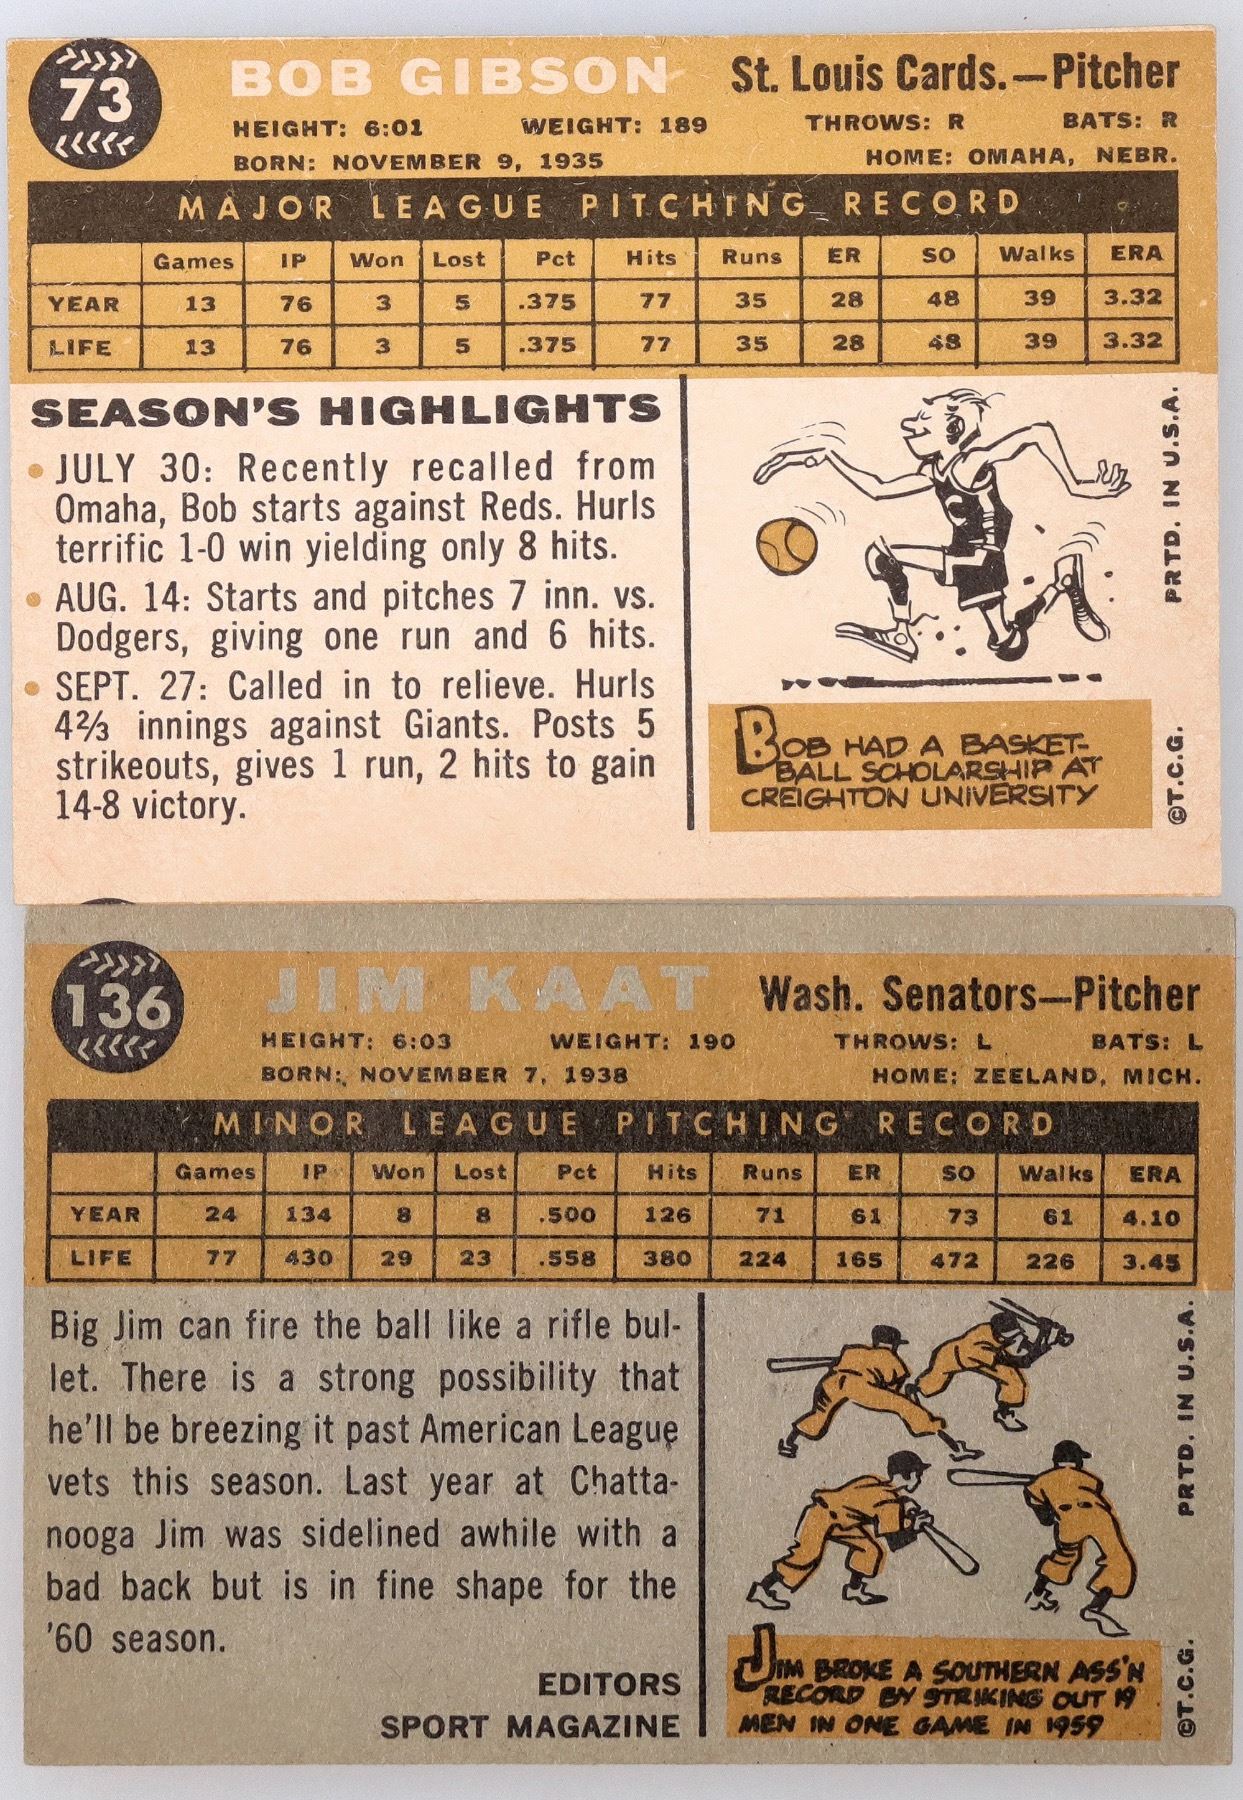 73
BOB GIBSON St. Louis Cards.—Pitcher
HEIGHT: 6:01 WEIGHT: 189 THROWS: R BATS: R
BORN: NOVEMBER 9, 1935 HOME: OMAHA, NEBR.
MAJOR LEAGUE PITCHING RECORD
Games IP Won Lost Pct Hits Runs ER SO Walks ERA
YEAR 13 76 3 5 .375 77 35 28 48 39 3.32
LIFE 13 76 3 5 .375 77 35 28 48 39 3.32
SEASON'S HIGHLIGHTS
• JULY 30: Recently recalled from
Omaha, Bob starts against Reds. Hurls
terrific 1-0 win yielding only 8 hits.
• AUG. 14: Starts and pitches 7 inn. vs.
Dodgers, giving one run and 6 hits.
• SEPT. 27: Called in to relieve. Hurls
4⅔ innings against Giants. Posts 5
strikeouts, gives 1 run, 2 hits to gain
14-8 victory.
BOB HAD A BASKET-
BALL SCHOLARSHIP AT
CREIGHTON UNIVERSITY
©T.C.G. PRTD. IN U.S.A.
136
JIM KAAT Wash. Senators—Pitcher
HEIGHT: 6:03 WEIGHT: 190 THROWS: L BATS: L
BORN: NOVEMBER 7, 1938 HOME: ZEELAND, MICH.
MINOR LEAGUE PITCHING RECORD
Games IP Won Lost Pct Hits Runs ER SO Walks ERA
YEAR 24 134 8 8 .500 126 71 61 73 61 4.10
LIFE 77 430 29 23 .558 380 224 165 472 226 3.45
Big Jim can fire the ball like a rifle bul-
let. There is a strong possibility that
he'll be breezing it past American League
vets this season. Last year at Chatta-
nooga Jim was sidelined awhile with a
bad back but is in fine shape for the
'60 season.
EDITORS
SPORT MAGAZINE
JIM BROKE A SOUTHERN ASS'N
RECORD BY STRIKING OUT 19
MEN IN ONE GAME IN 1959
©T.C.G. PRTD. IN U.S.A.